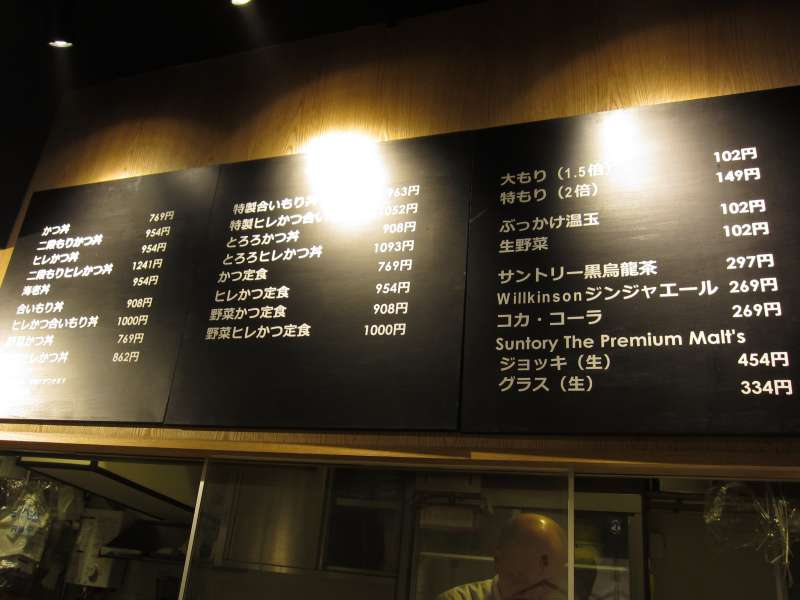 かつ丼 769円
二段もりかつ丼 954円
ヒレかつ丼 954円
二段もりヒレかつ丼 1241円
海老丼 954円
合いもり丼 908円
ヒレかつ合いもり丼 1000円
野菜かつ丼 769円
ヒレかつ丼 862円
特製合いもり丼 963円
特製ヒレかつ合い 1052円
とろろかつ丼 908円
とろろヒレかつ丼 1093円
かつ定食 769円
ヒレかつ定食 954円
野菜かつ定食 908円
野菜ヒレかつ定食 1000円
大もり（1.5倍） 102円
特もり（2倍） 149円
ぶっかけ温玉 102円
生野菜 102円
サントリー黒烏龍茶 297円
Willkinsonジンジャエール 269円
コカ・コーラ 269円
Suntory The Premium Malt's
ジョッキ（生） 454円
グラス（生） 334円